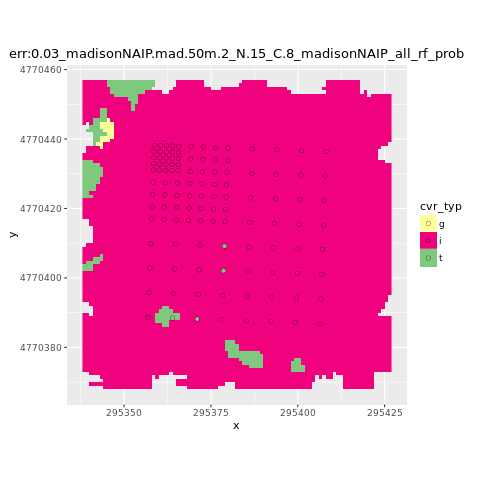 err:0.03_madisonNAIP.mad.50m.2_N.15_C.8_madisonNAIP_all_rf_prob
4770460
4770440
4770420
4770400
4770380
y
295350
295375
295400
295425
x
cvr_typ
g
i
t